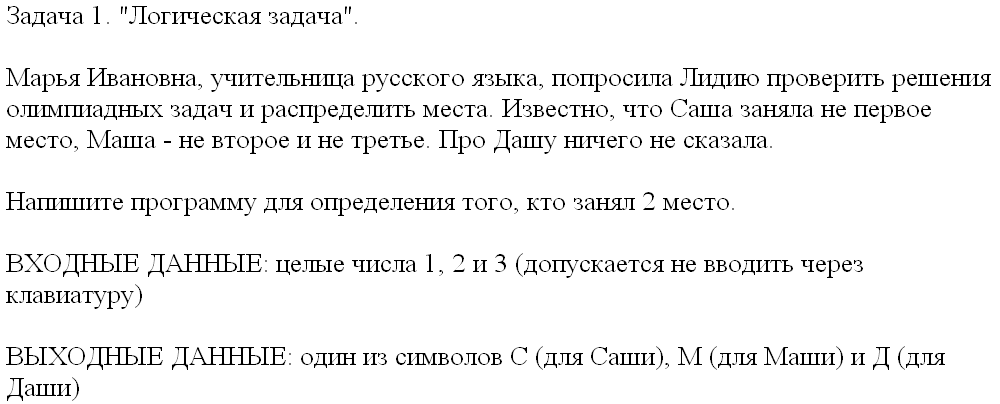 Задача 1. "Логическая задача".
Марья Ивановна, учительница русского языка, попросила Лидию проверить решения
олимпиадных задач и распределить места. Известно, что Саша заняла не первое
место, Маша - не второе и не третье. Про Дашу ничего не сказала.
Напишите программу для определения того, кто занял 2 место.
ВХОДНЫЕ ДАННЫЕ: целые числа 1, 2 и 3 (допускается не вводить через
клавиатуру)
ВЫХОДНЫЕ ДАННЫЕ: один из символов С (для Саши), М (для Маши) и Д (для
Даши)